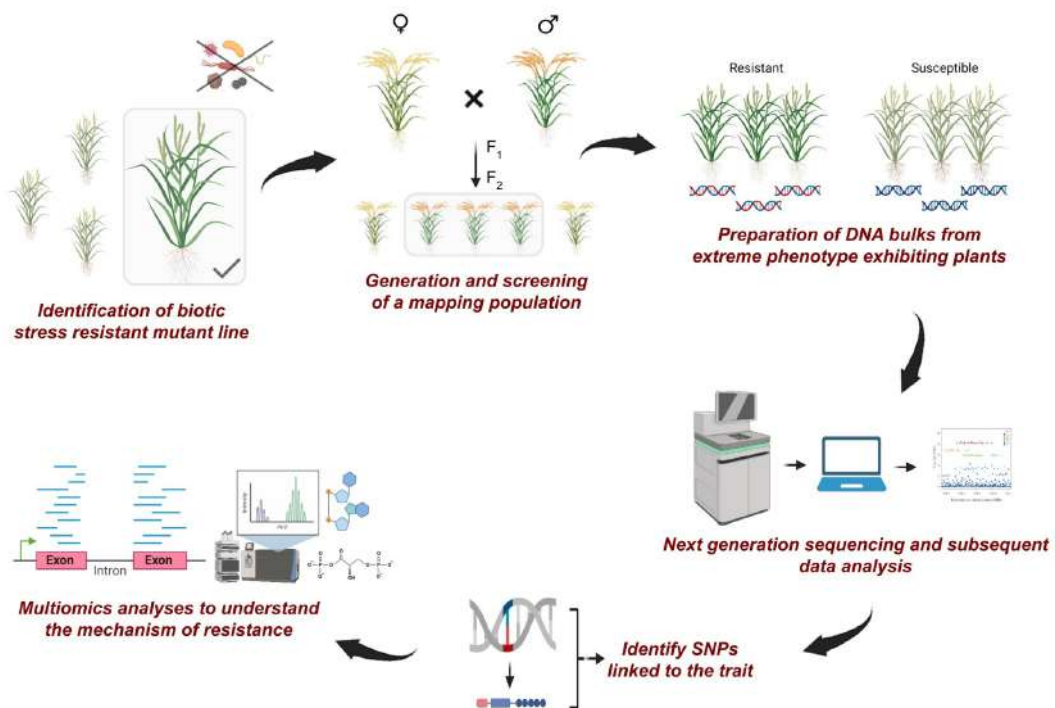 ♀
♂
F1
F2
Resistant
Susceptible
Identification of biotic
stress resistant mutant line
Generation and screening
of a mapping population
Preparation of DNA bulks from
extreme phenotype exhibiting plants
Next generation sequencing and subsequent
data analysis
Identify SNPs
linked to the trait
Exon
Intron
Exon
Multiomics analyses to understand
the mechanism of resistance